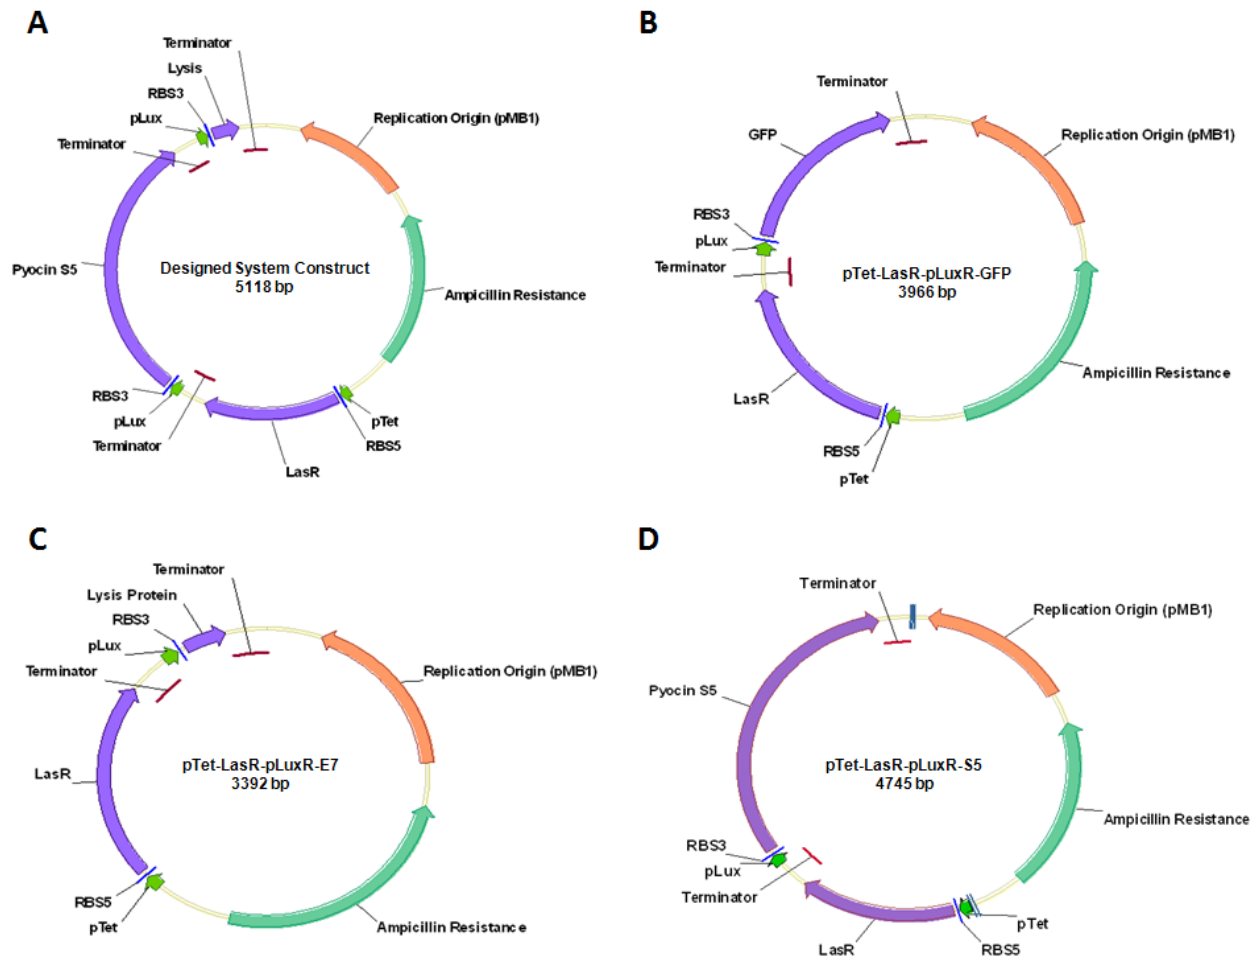 A
Terminator
Lysis
RBS3
pLux
Terminator
Replication Origin (pMB1)
Pyocin S5
Designed System Construct
5118 bp
Ampicillin Resistance
RBS3
pLux
Terminator
pTet
RBS5
LasR
B
Terminator
GFP
Replication Origin (pMB1)
RBS3
pLux
Terminator
pTet-LasR-pLuxR-GFP
3966 bp
Ampicillin Resistance
LasR
RBS5
pTet
C
Terminator
Lysis Protein
RBS3
pLux
Terminator
Replication Origin (pMB1)
LasR
pTet-LasR-pLuxR-E7
3392 bp
RBS5
pTet
Ampicillin Resistance
D
Terminator
Replication Origin (pMB1)
Pyocin S5
pTet-LasR-pLuxR-S5
4745 bp
Ampicillin Resistance
RBS3
pLux
Terminator
pTet
LasR
RBS5